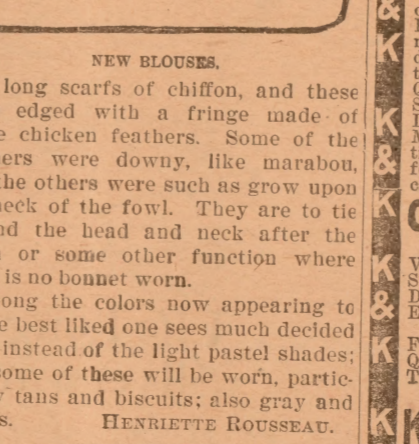 NEW BLOUSES.
long scarfs of chiffon, and these
edged with a fringe made of
chicken feathers. Some of the
ers were downy, like marabou,
the others were such as grow upon
neck of the fowl. They are to tie
nd the head and neck after the
or some other function where
is no bonnet worn.
ong the colors now appearing to
e best liked one sees much decided
instead of the light pastel shades;
some of these will be worn, partic-
y tans and biscuits; also gray and
s. HENRIETTE ROUSSEAU.
&
K
K
&
K
K
&
K
K